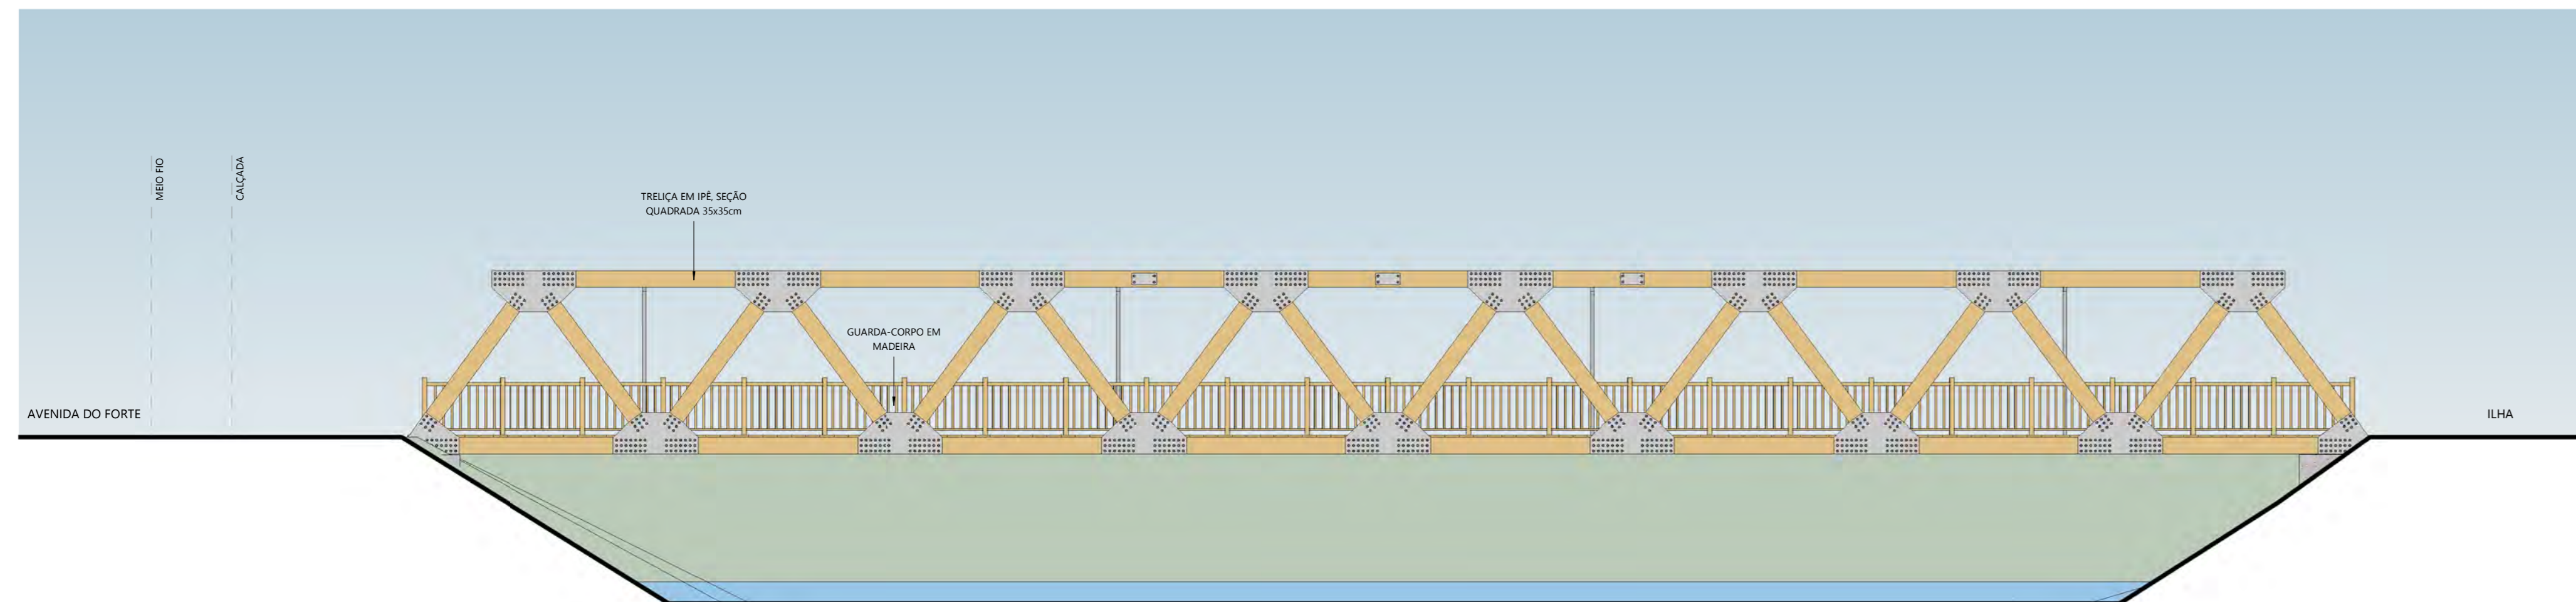 MEIO FIO
CALÇADA
TRELIÇA EM IPÊ, SEÇÃO
QUADRADA 35x35cm
GUARDA-CORPO EM
MADEIRA
AVENIDA DO FORTE
ILHA